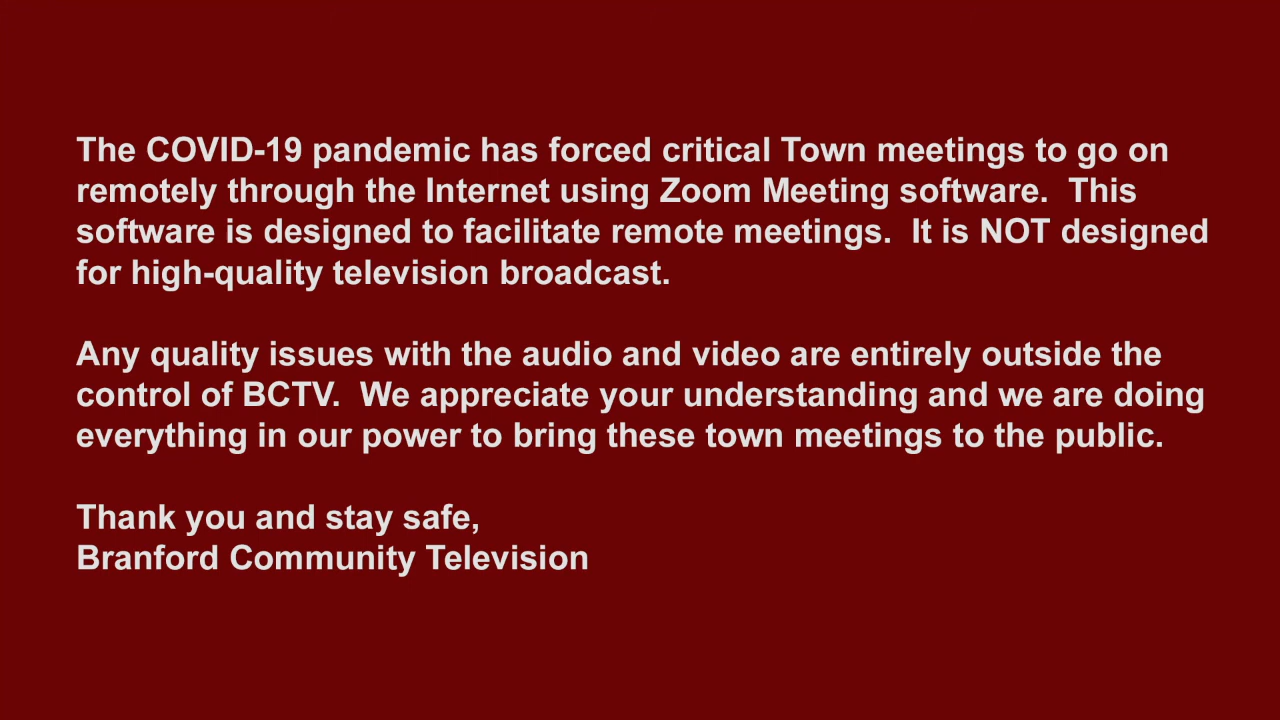 The COVID-19 pandemic has forced critical Town meetings to go on
remotely through the Internet using Zoom Meeting software.  This
software is designed to facilitate remote meetings.  It is NOT designed
for high-quality television broadcast.
Any quality issues with the audio and video are entirely outside the
control of BCTV.  We appreciate your understanding and we are doing
everything in our power to bring these town meetings to the public.
Thank you and stay safe,
Branford Community Television